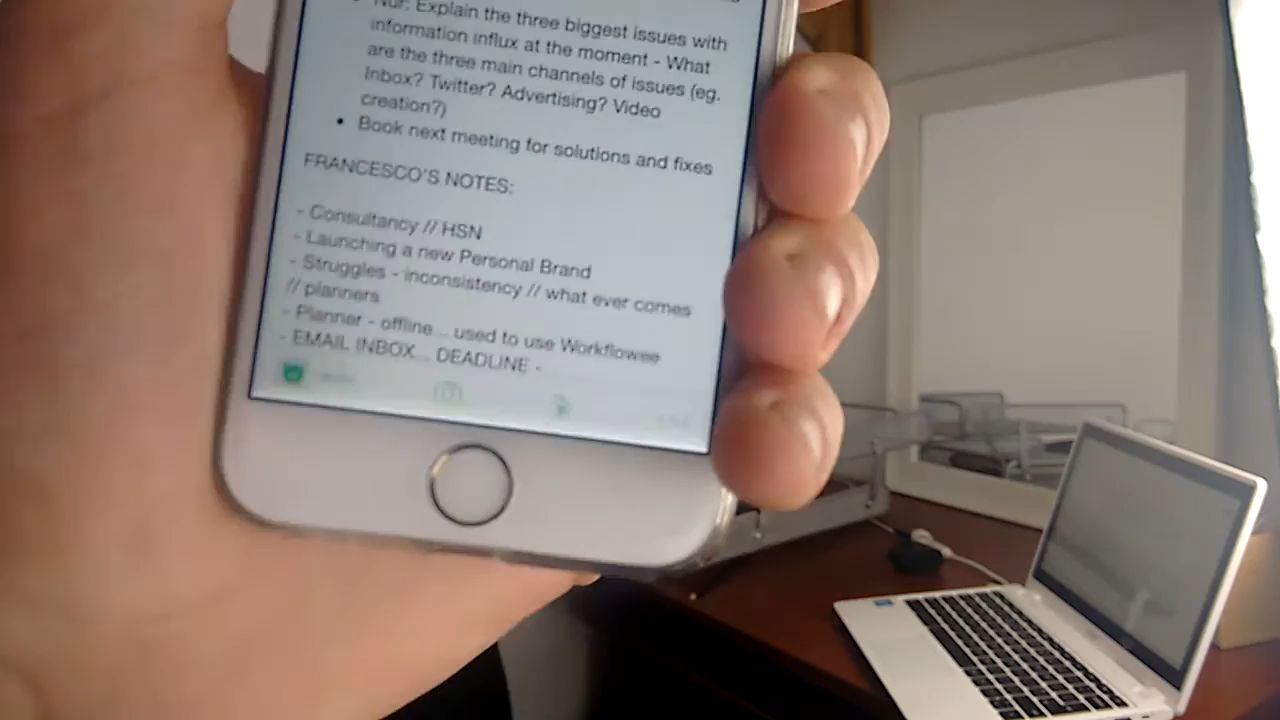 Nur: Explain the three biggest issues with
information influx at the moment - What
are the three main channels of issues (eg.
Inbox? Twitter? Advertising? Video
creation?)
• Book next meeting for solutions and fixes
FRANCESCO'S NOTES:
- Consultancy // HSN
- Launching a new Personal Brand
- Struggles - inconsistency // what ever comes
// planners
- Planner - offline... used to use Workflowee
- EMAIL INBOX... DEADLINE -